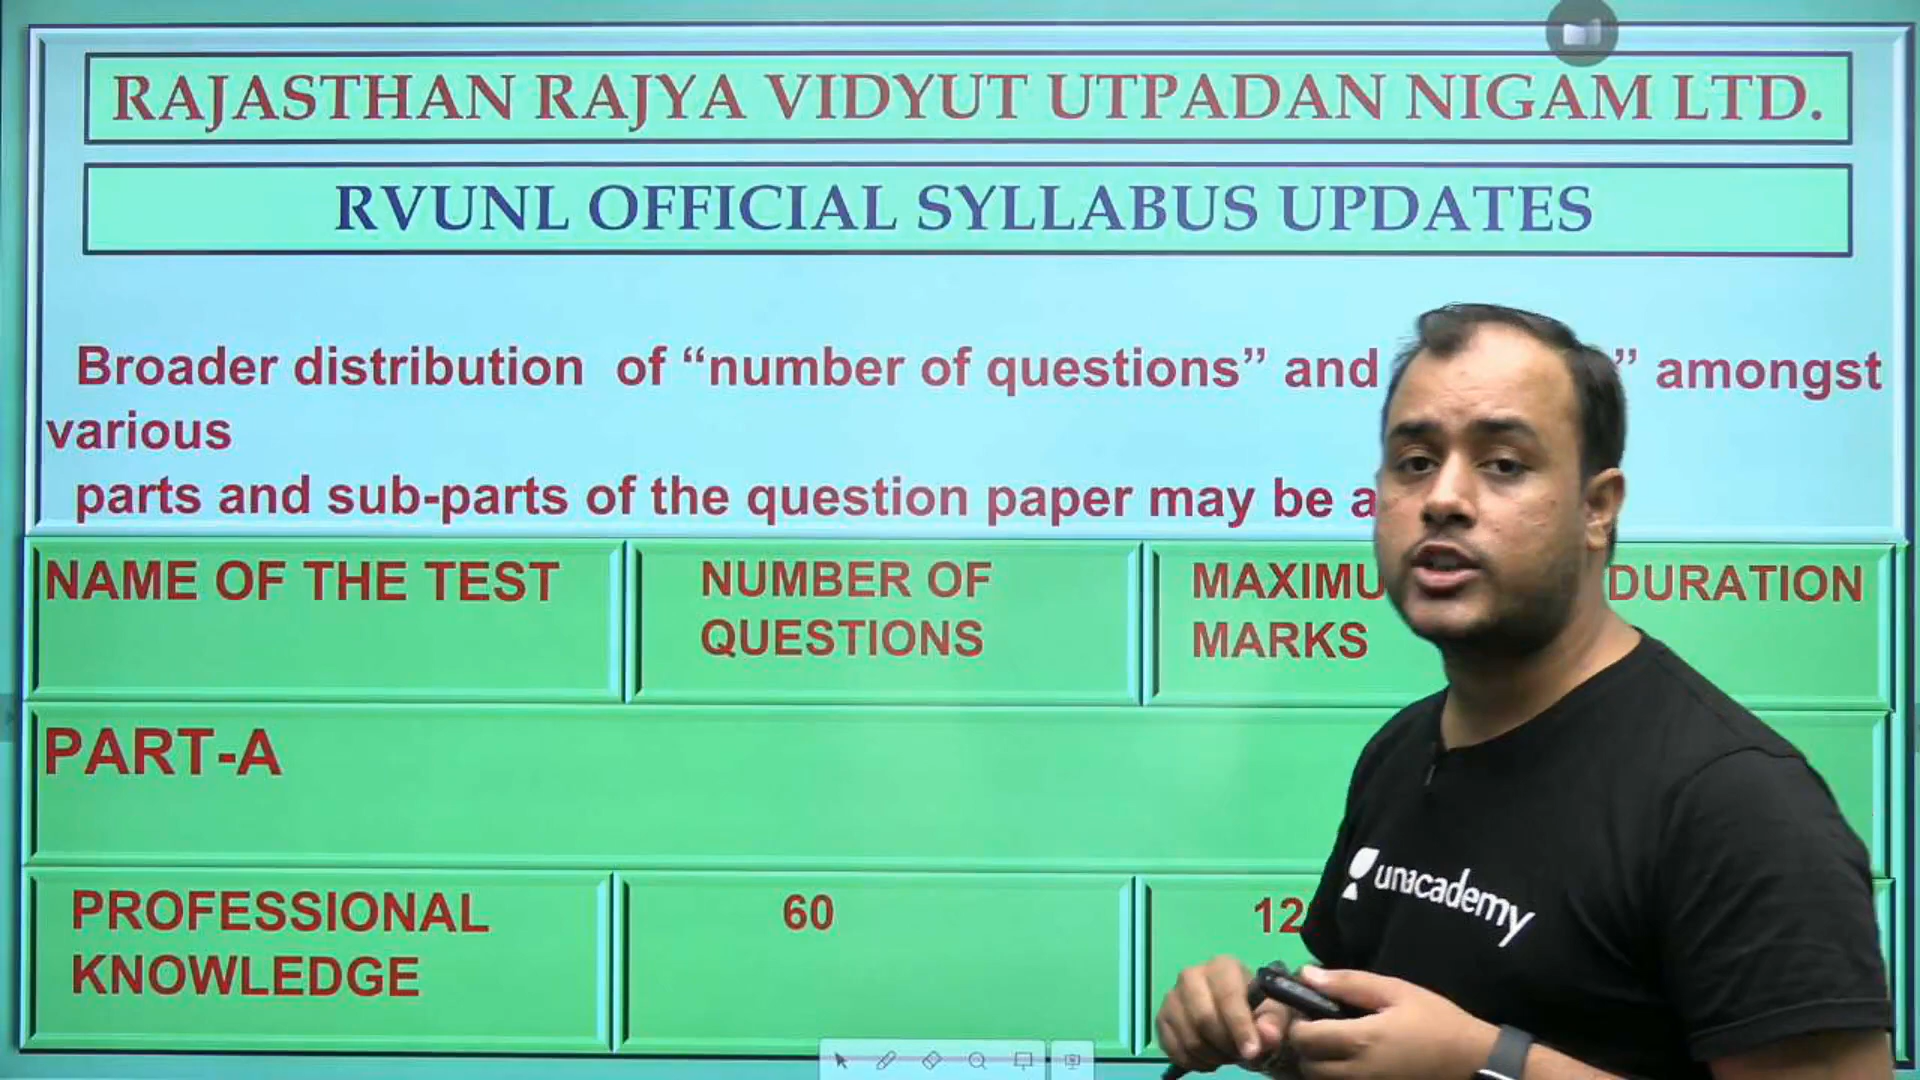 RAJASTHAN RAJYA VIDYUT UTPADAN NIGAM LTD.
RVUNL OFFICIAL SYLLABUS UPDATES
Broader distribution of “number of questions” and ” amongst
various
parts and sub-parts of the question paper may be
NAME OF THE TEST
NUMBER OF
QUESTIONS
MARKS
DURATION
PART-A
PROFESSIONAL
KNOWLEDGE
60
unacademy